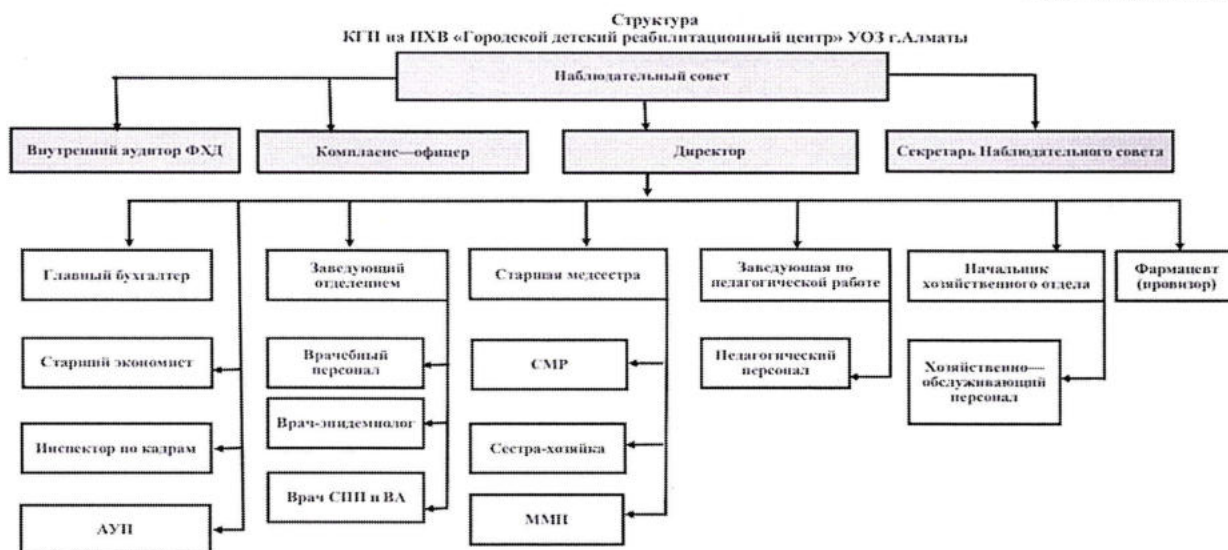 Структура
КГП на ПХВ «Городской детский реабилитационный центр» УОЗ г.Алматы
Наблюдательный совет
Внутренний аудитор ФХД
Комплаенс—офицер
Директор
Секретарь Наблюдательного совета
Главный бухгалтер
Заведующий
отделением
Старшая медсестра
Заведующая по
педагогической работе
Начальник
хозяйственного отдела
Фармацевт
(провизор)
Старший экономист
Врачебный
персонал
СМР
Педагогический
персонал
Хозяйственно—
обслуживающий
персонал
Инспектор по кадрам
Врач-эпидемиолог
Сестра-хозяйка
АУП
Врач СПП и ВА
ММП